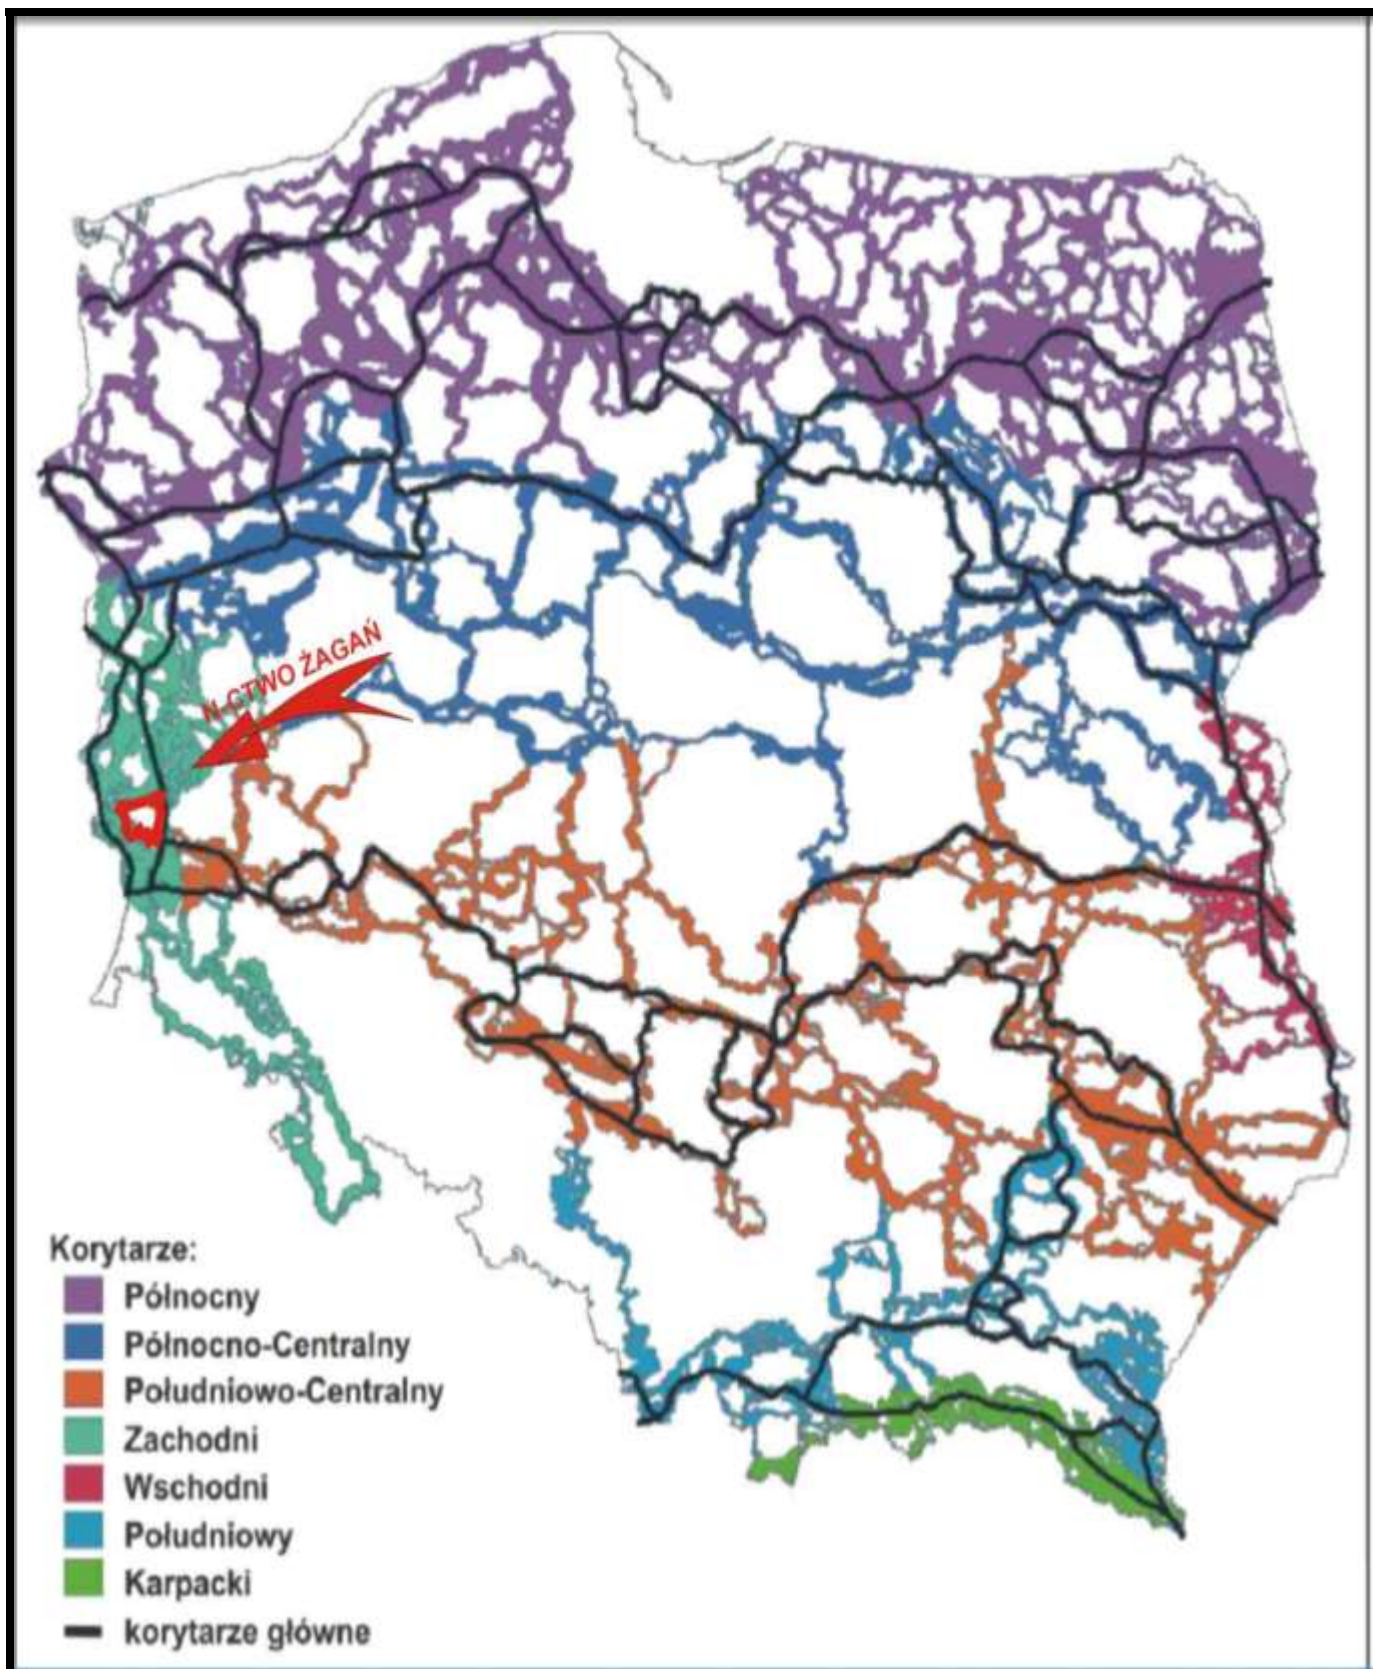 N-CTWO ŻAGAŃ
Korytarze:
Północny
Północno-Centralny
Południowo-Centralny
Zachodni
Wschodni
Południowy
Karpacki
korytarze główne